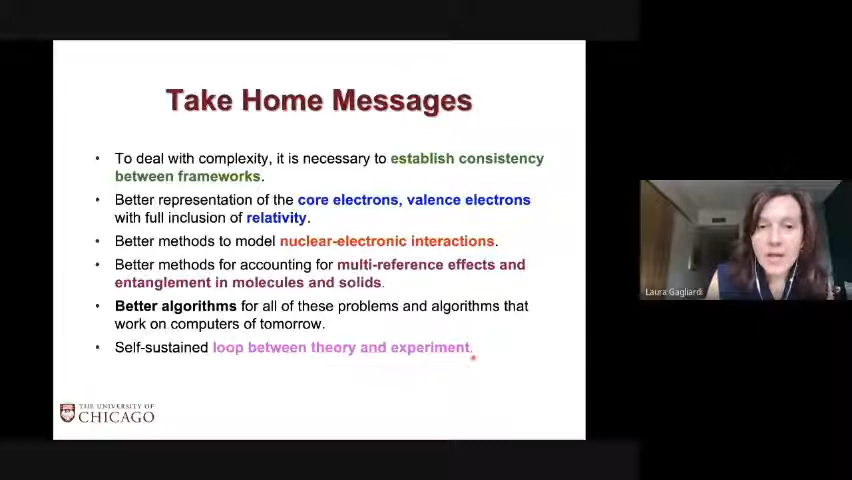 Take Home Messages
• To deal with complexity, it is necessary to establish consistency
between frameworks.
• Better representation of the core electrons, valence electrons
with full inclusion of relativity.
• Better methods to model nuclear-electronic interactions.
• Better methods for accounting for multi-reference effects and
entanglement in molecules and solids.
• Better algorithms for all of these problems and algorithms that
work on computers of tomorrow.
• Self-sustained loop between theory and experiment.
THE UNIVERSITY OF
CHICAGO
Laura Gagliardi